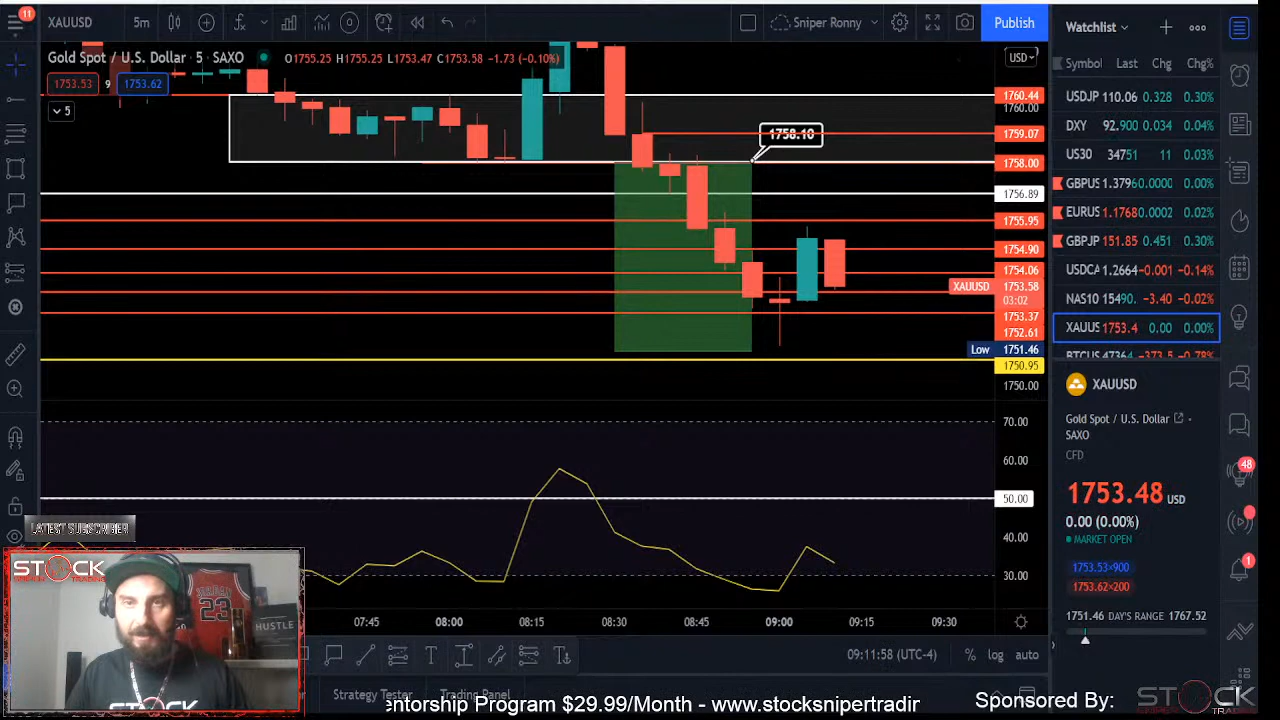 11
XAUUSD
5m
Sniper Ronny
Publish
Watchlist
Gold Spot / U.S. Dollar · 5 · SAXO
O1755.25 H1755.25 L1753.47 C1753.58 −1.73 (−0.10%)
USD
1753.53
9
1753.62
5
Symbol Last Chg Chg%
USDJP 110.06 0.328 0.30%
DXY 92.900 0.034 0.04%
US30 34751 11 0.03%
GBPUS 1.3796 0.0000 0.00%
EURUS 1.1768 0.0002 0.02%
GBPJP 151.85 0.451 0.30%
USDCA 1.2664 -0.001 -0.14%
NAS10 15490. -3.40 -0.02%
XAUUS 1753.4 0.00 0.00%
BTCUS 47364 -373.5 -0.78%
1760.44
1760.00
1759.07
1758.10
1758.00
1756.89
1755.95
1754.90
1754.06
XAUUSD 1753.58
03:02
1753.37
1752.61
Low 1751.46
1750.95
1750.00
70.00
60.00
50.00
40.00
30.00
XAUUSD
Gold Spot / U.S. Dollar
SAXO
CFD
1753.48 USD
0.00 (0.00%)
MARKET OPEN
1753.53×900
1753.62×200
1751.46 DAY'S RANGE 1767.52
48
1
07:45 08:00 08:15 08:30 08:45 09:00 09:15 09:30
09:11:58 (UTC-4)
% log auto
Strategy Tester
Trading Panel
LATEST SUBSCRIBER
STOCK
23
HUSTLE
STOCK
entorship Program $29.99/Month - www.stocksnipertradir
Sponsored By:
STOCK